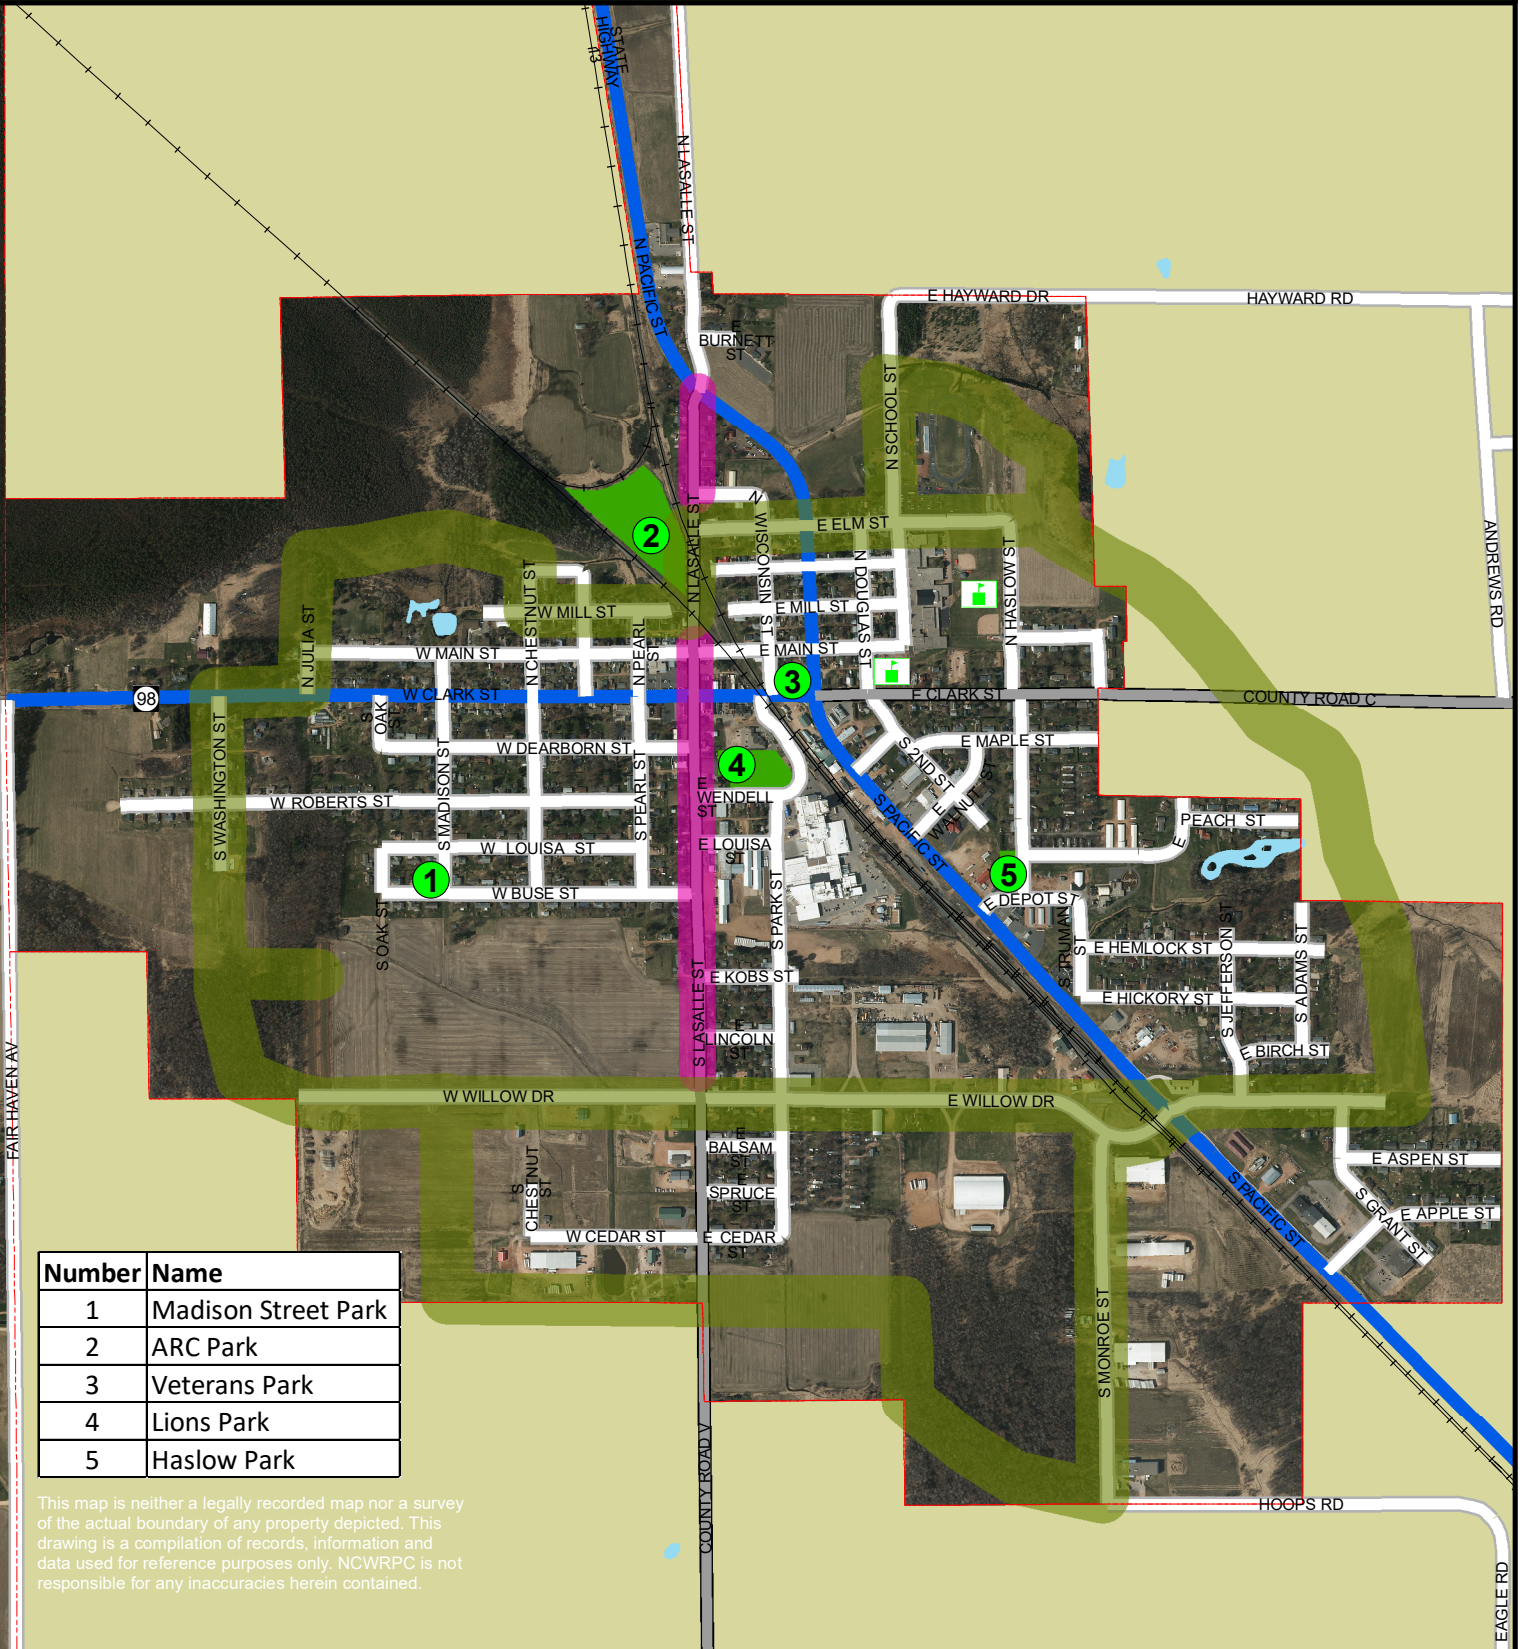 STATE
HIGHWAY
13
N PACIFIC ST
N LASALLE ST
E HAYWARD DR
HAYWARD RD
E
BURNETT
ST
N SCHOOL ST
ANDREWS RD
N LASALLE ST
N WISCONSIN ST
E ELM ST
N DOUGLAS ST
N HASLOW ST
2
N JULIA ST
N CHESTNUT ST
W MILL ST
E MILL ST
N PEARL
ST
W MAIN ST
E MAIN ST
98
W CLARK ST
3
E CLARK ST
COUNTY ROAD C
S
OAK
ST
S WASHINGTON ST
W DEARBORN ST
S MADISON ST
S PEARL ST
4
S 2ND ST
E MAPLE ST
W ROBERTS ST
E
WENDELL
ST
E
WALNUT ST
S PACIFIC ST
E
PEACH ST
W LOUISA ST
E LOUISA
ST
1
5
W BUSE ST
S OAK ST
S PARK ST
E DEPOT ST
S TRUMAN
ST
E HEMLOCK ST
S JEFFERSON ST
S ADAMS ST
E KOBS ST
S LASALLE ST
E HICKORY ST
E
LINCOLN
ST
E BIRCH ST
FAIR HAVEN AV
W WILLOW DR
E WILLOW DR
E
BALSAM
ST
S
CHESTNUT
ST
E
SPRUCE
ST
E ASPEN ST
S PACIFIC ST
S GRANT ST
E APPLE ST
W CEDAR ST
E CEDAR
ST
S MONROE ST
Number Name
1 Madison Street Park
2 ARC Park
3 Veterans Park
4 Lions Park
5 Haslow Park
COUNTY ROAD V
HOOPS RD
EAGLE RD
This map is neither a legally recorded map nor a survey
of the actual boundary of any property depicted. This
drawing is a compilation of records, information and
data used for reference purposes only. NCWRPC is not
responsible for any inaccuracies herein contained.